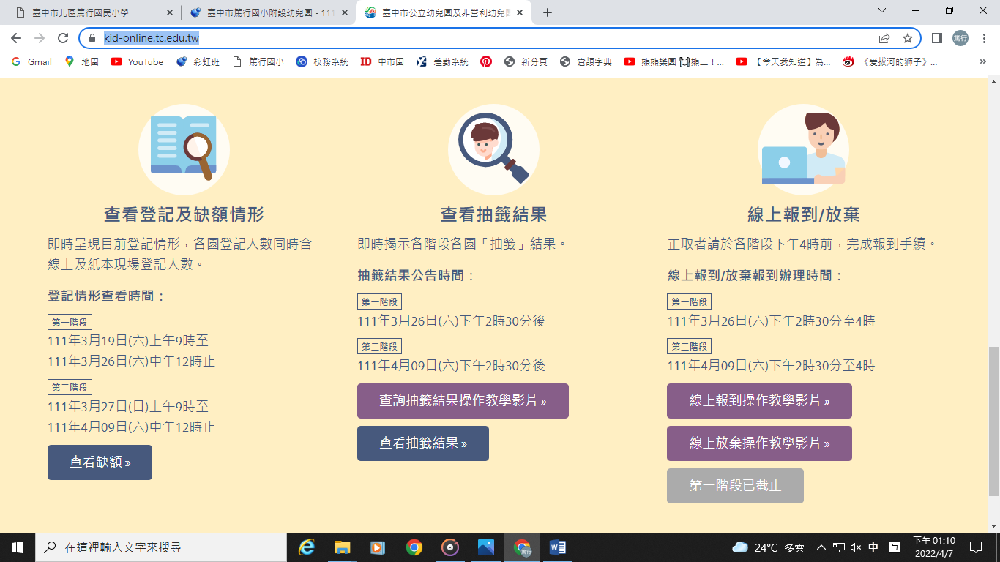 臺中市北區篤行國民小學
臺中市篤行國小附設幼兒園 - 111
臺中市公立幼兒園及非營利幼兒園
kid-online.tc.edu.tw
篤行
Gmail
地圖
YouTube
彩虹班
篤行國小
校務系統
中市園
差勤系統
新分頁
倉頡字典
熊熊樂園 熊二！...
【今天我知道】為...
《愛拔河的狮子》...
查看登記及缺額情形
即時呈現目前登記情形，各園登記人數同時含
線上及紙本現場登記人數。
登記情形查看時間：
第一階段
111年3月19日(六)上午9時至
111年3月26日(六)中午12時止
第二階段
111年3月27日(日)上午9時至
111年4月09日(六)中午12時止
查看缺額 »
查看抽籤結果
即時揭示各階段各園「抽籤」結果。
抽籤結果公告時間：
第一階段
111年3月26日(六)下午2時30分後
第二階段
111年4月09日(六)下午2時30分後
查詢抽籤結果操作教學影片 »
查看抽籤結果 »
線上報到/放棄
正取者請於各階段下午4時前，完成報到手續。
線上報到/放棄報到辦理時間：
第一階段
111年3月26日(六)下午2時30分至4時
第二階段
111年4月09日(六)下午2時30分至4時
線上報到操作教學影片 »
線上放棄操作教學影片 »
第一階段已截止
在這裡輸入文字來搜尋
24°C 多雲
中
ㄅ
下午 01:10
2022/4/7